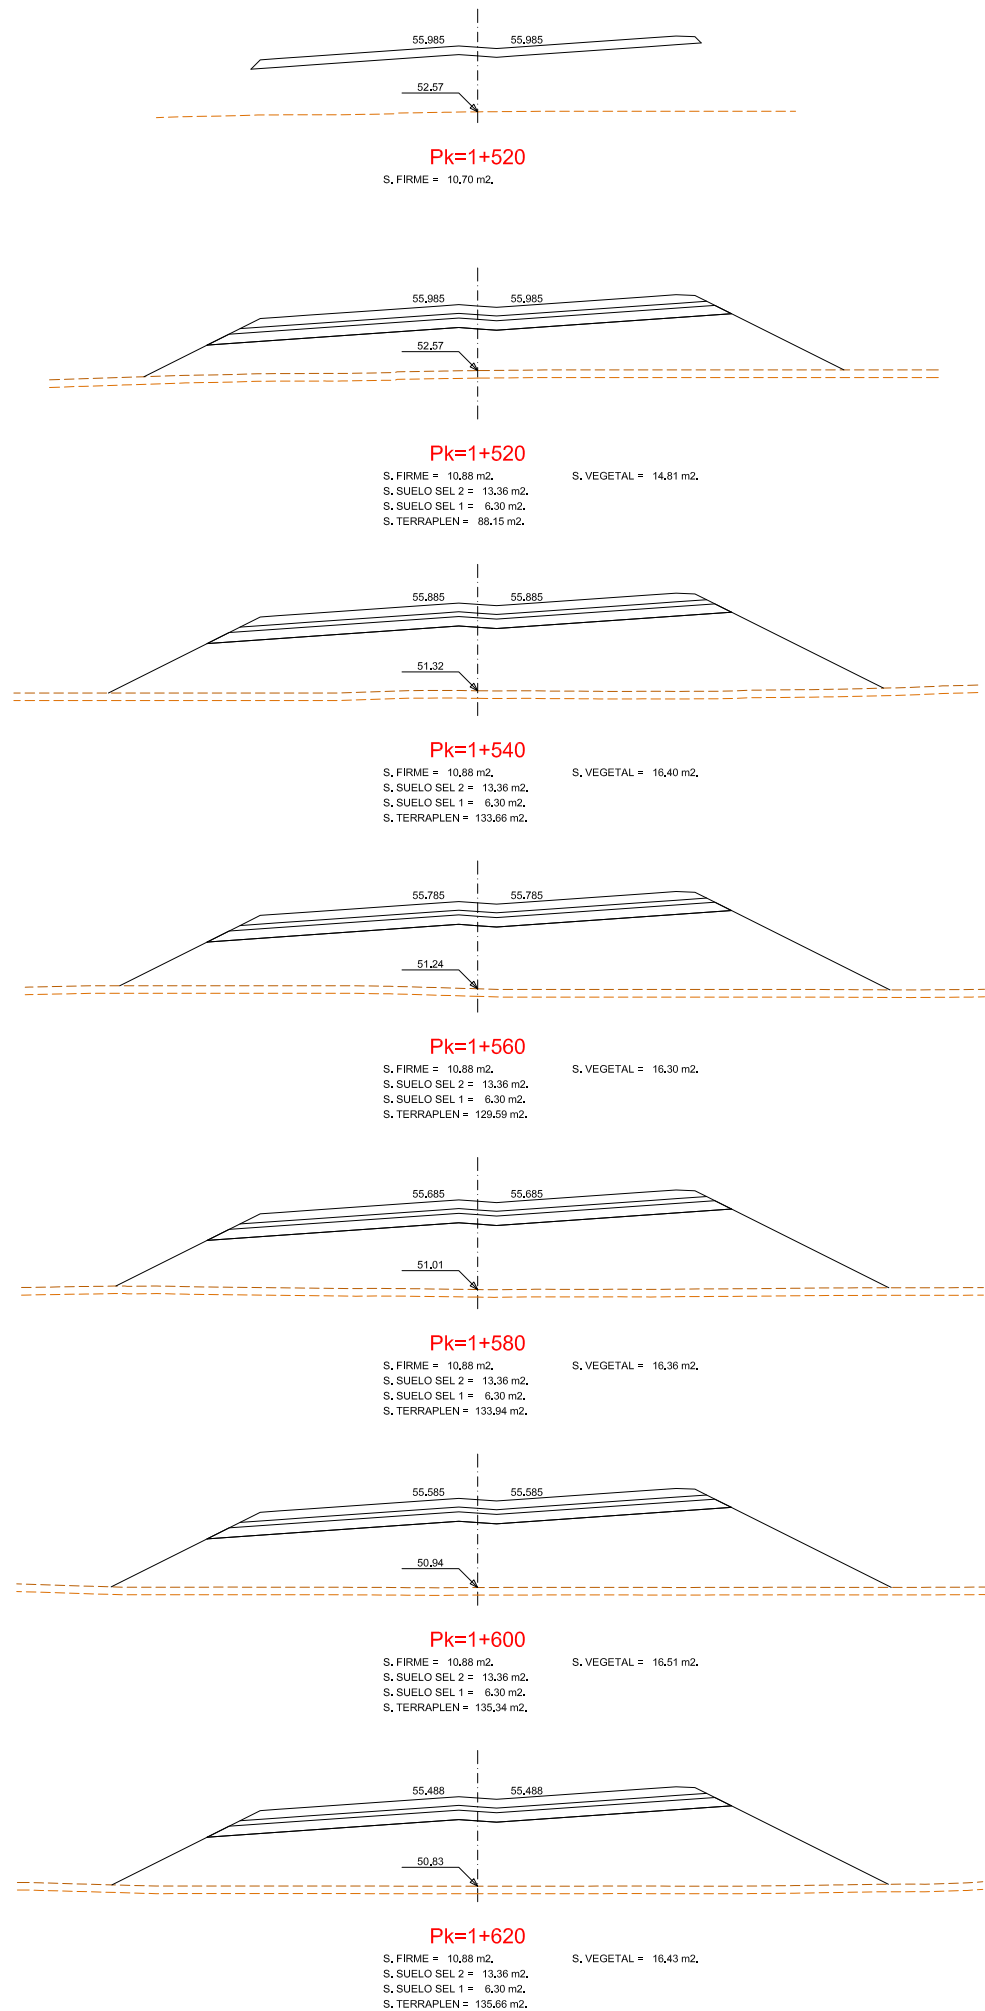 55.985 55.985
52.57
Pk=1+520
S. FIRME = 10.70 m2.
55.985 55.985
52.57
Pk=1+520
S. FIRME = 10.88 m2. S. VEGETAL = 14.81 m2.
S. SUELO SEL 2 = 13.36 m2.
S. SUELO SEL 1 = 6.30 m2.
S. TERRAPLEN = 88.15 m2.
55.885 55.885
51.32
Pk=1+540
S. FIRME = 10.88 m2. S. VEGETAL = 16.40 m2.
S. SUELO SEL 2 = 13.36 m2.
S. SUELO SEL 1 = 6.30 m2.
S. TERRAPLEN = 133.66 m2.
55.785 55.785
51.24
Pk=1+560
S. FIRME = 10.88 m2. S. VEGETAL = 16.30 m2.
S. SUELO SEL 2 = 13.36 m2.
S. SUELO SEL 1 = 6.30 m2.
S. TERRAPLEN = 129.59 m2.
55.685 55.685
51.01
Pk=1+580
S. FIRME = 10.88 m2. S. VEGETAL = 16.36 m2.
S. SUELO SEL 2 = 13.36 m2.
S. SUELO SEL 1 = 6.30 m2.
S. TERRAPLEN = 133.94 m2.
55.585 55.585
50.94
Pk=1+600
S. FIRME = 10.88 m2. S. VEGETAL = 16.51 m2.
S. SUELO SEL 2 = 13.36 m2.
S. SUELO SEL 1 = 6.30 m2.
S. TERRAPLEN = 135.34 m2.
55.488 55.488
50.83
Pk=1+620
S. FIRME = 10.88 m2. S. VEGETAL = 16.43 m2.
S. SUELO SEL 2 = 13.36 m2.
S. SUELO SEL 1 = 6.30 m2.
S. TERRAPLEN = 135.66 m2.